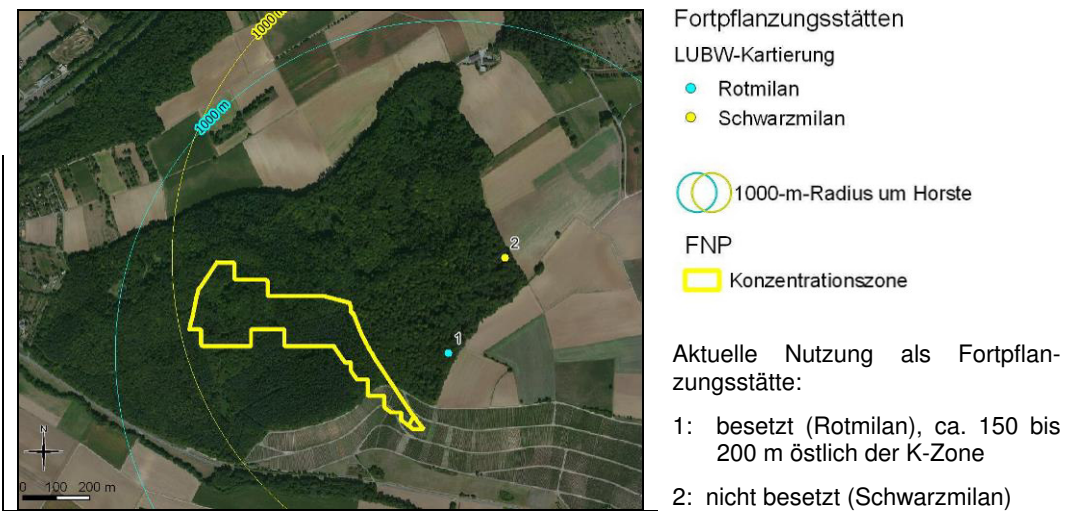 1000 m
1000 m
2
1
N
0 100 200 m
Fortpflanzungsstätten
LUBW-Kartierung
Rotmilan
Schwarzmilan
1000-m-Radius um Horste
FNP
Konzentrationszone
Aktuelle Nutzung als Fortpflan-
zungsstätte:
1: besetzt (Rotmilan), ca. 150 bis
200 m östlich der K-Zone
2: nicht besetzt (Schwarzmilan)